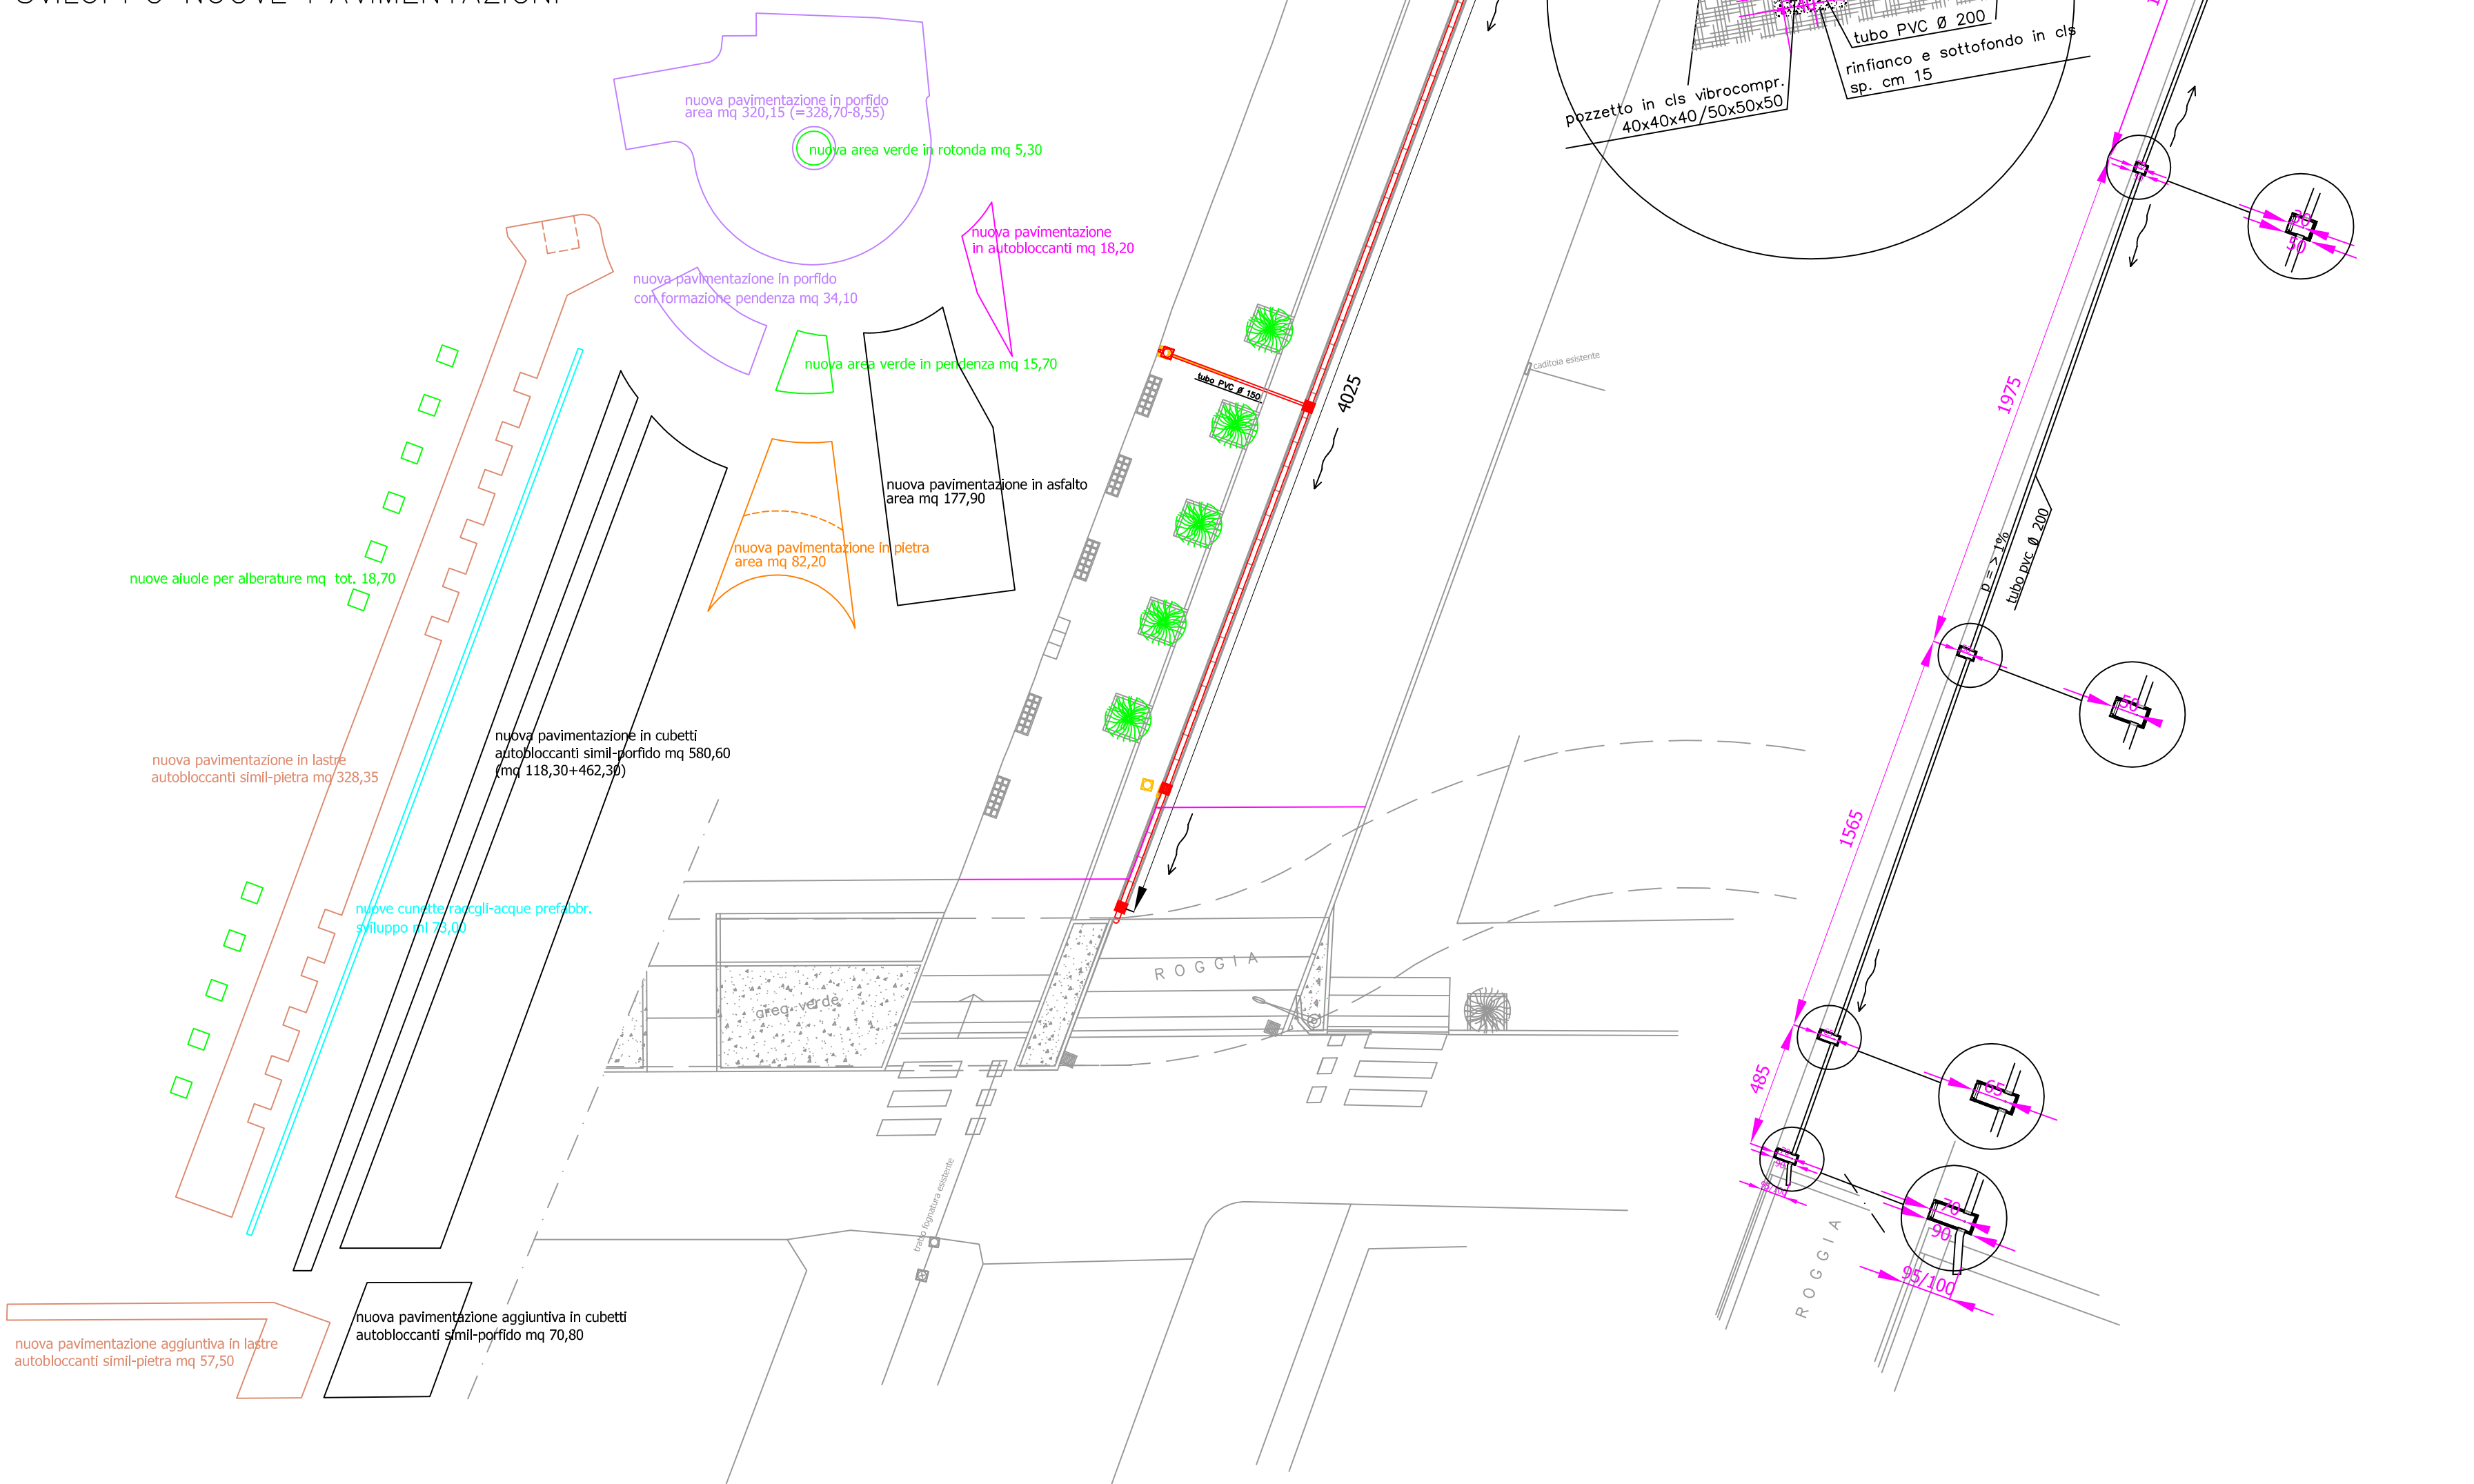 SVILUPPO NUOVE PAVIMENTAZIONI
nuova pavimentazione in porfido
area mq 320,15 (=328,70-8,55)
nuova area verde in rotonda mq 5,30
nuova pavimentazione
in autobloccanti mq 18,20
nuova pavimentazione in porfido
con formazione pendenza mq 34,10
nuova area verde in pendenza mq 15,70
nuova pavimentazione in asfalto
area mq 177,90
nuova pavimentazione in pietra
area mq 82,20
nuove aiuole per alberature mq tot. 18,70
nuova pavimentazione in cubetti
autobloccanti simil-porfido mq 580,60
(mq 118,30+462,30)
nuova pavimentazione in lastre
autobloccanti simil-pietra mq 328,35
nuove cunette raccgli-acque prefabbr.
sviluppo ml 73,00
nuova pavimentazione aggiuntiva in cubetti
autobloccanti simil-porfido mq 70,80
nuova pavimentazione aggiuntiva in lastre
autobloccanti simil-pietra mq 57,50
tubo PVC Ø 150
4025
caditoia esistente
area verde
ROGGIA
tratto fognatura esistente
tubo PVC Ø 200
rinfianco e sottofondo in cls
sp. cm 15
pozzetto in cls vibrocompr.
40x40x40/50x50x50
30
50
1975
p = > 1%
tubo pvc Ø 200
50
1565
65
485
70
90
95/100
ROGGIA